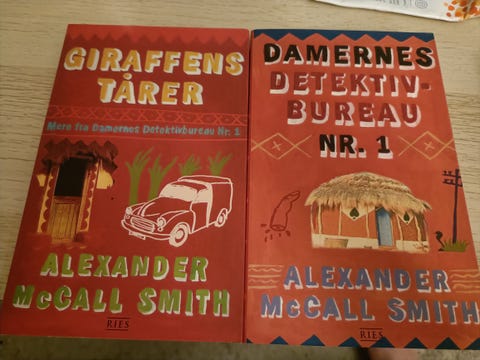 GIRAFFENS
TÅRER
Mere fra Damernes Detektivbureau Nr. 1
ALEXANDER
McCALL SMITH
RIES
DAMERNES
DETEKTIV-
BUREAU
NR. 1
ALEXANDER
McCALL SMITH
RIES